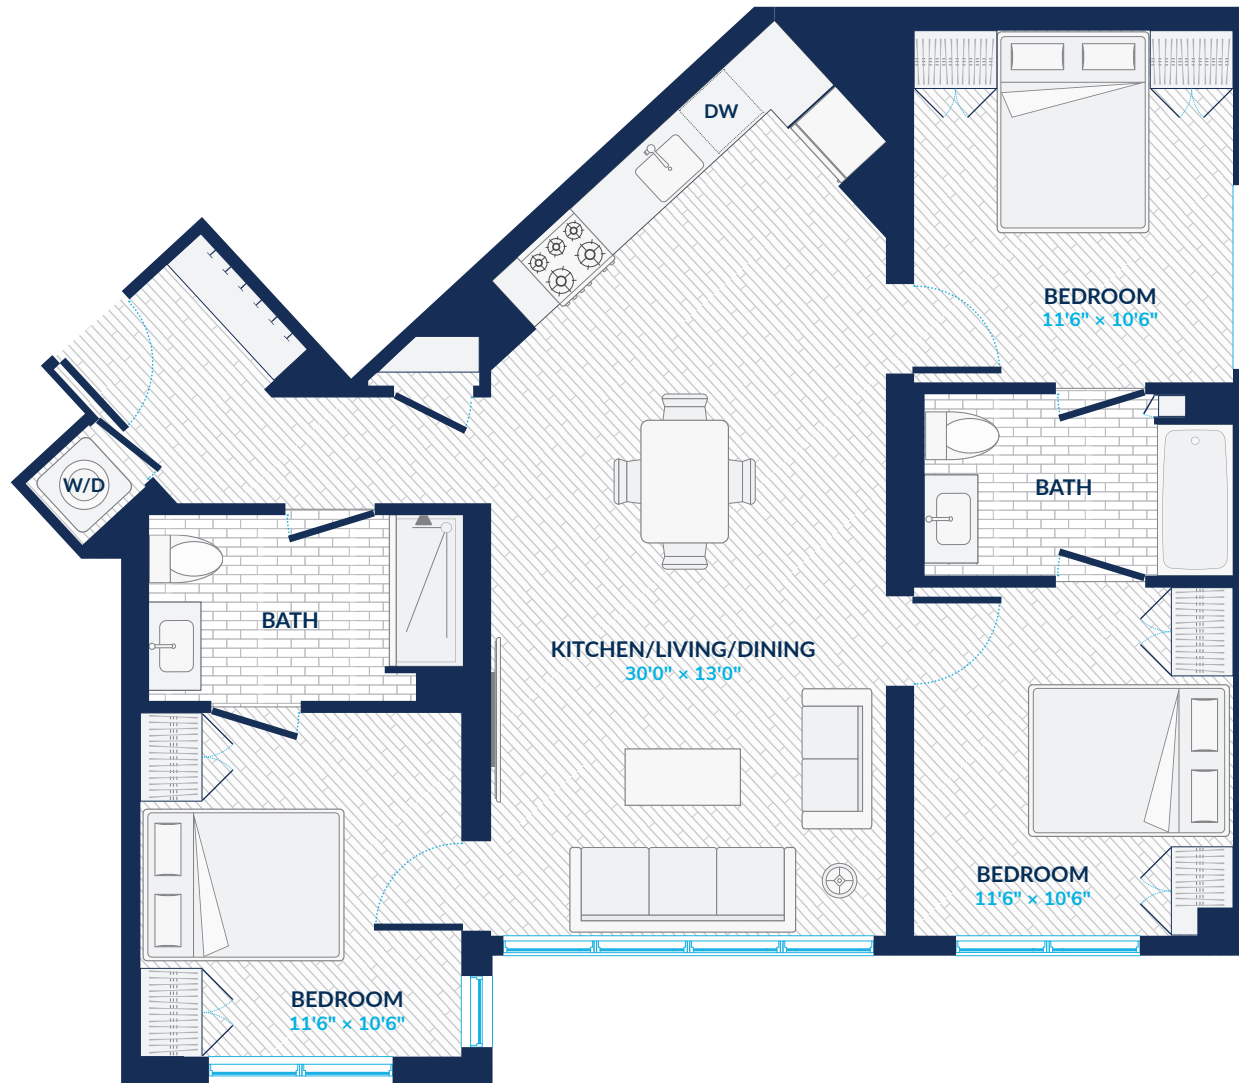 DW
BEDROOM
11'6" × 10'6"
W/D
BATH
BATH
KITCHEN/LIVING/DINING
30'0" × 13'0"
BEDROOM
11'6" × 10'6"
BEDROOM
11'6" × 10'6"